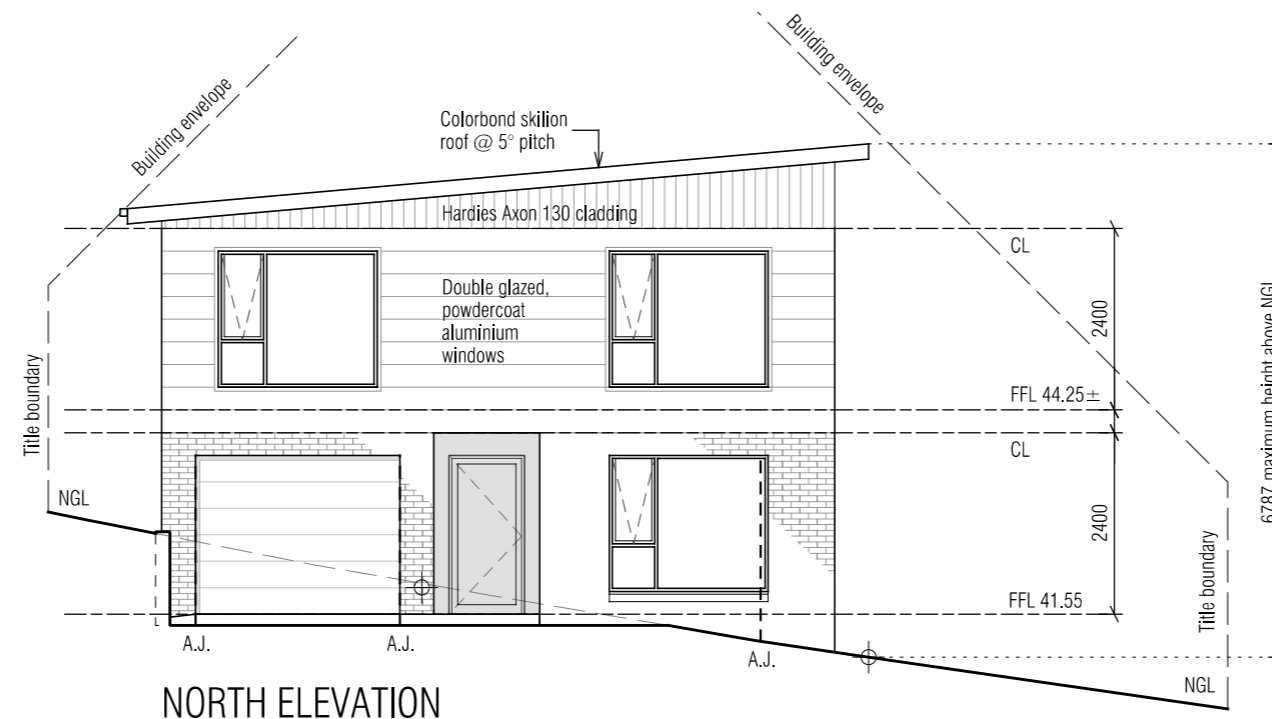 Building envelope
Building envelope
Colorbond skilion
roof @ 5° pitch
Hardies Axon 130 cladding
CL
Double glazed,
powdercoat
aluminium
windows
2400
6787 maximum height above NGL
Title boundary
FFL 44.25±
CL
NGL
2400
FFL 41.55
Title boundary
A.J.
A.J.
A.J.
NGL
NORTH ELEVATION